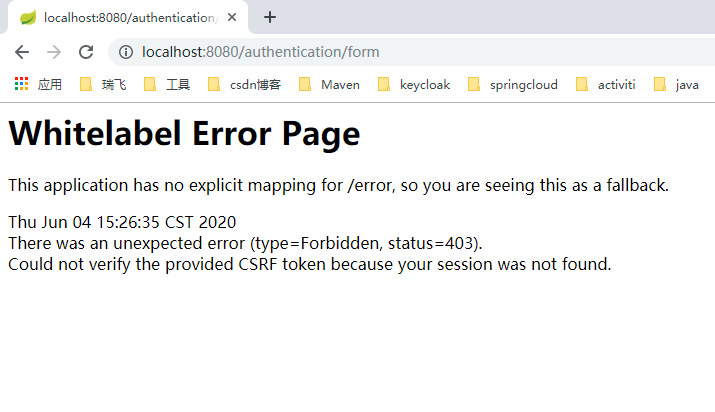 localhost:8080/authentication/
localhost:8080/authentication/form
应用 瑞飞 工具 csdn博客 Maven keycloak springcloud activiti java
Whitelabel Error Page
This application has no explicit mapping for /error, so you are seeing this as a fallback.
Thu Jun 04 15:26:35 CST 2020
There was an unexpected error (type=Forbidden, status=403).
Could not verify the provided CSRF token because your session was not found.